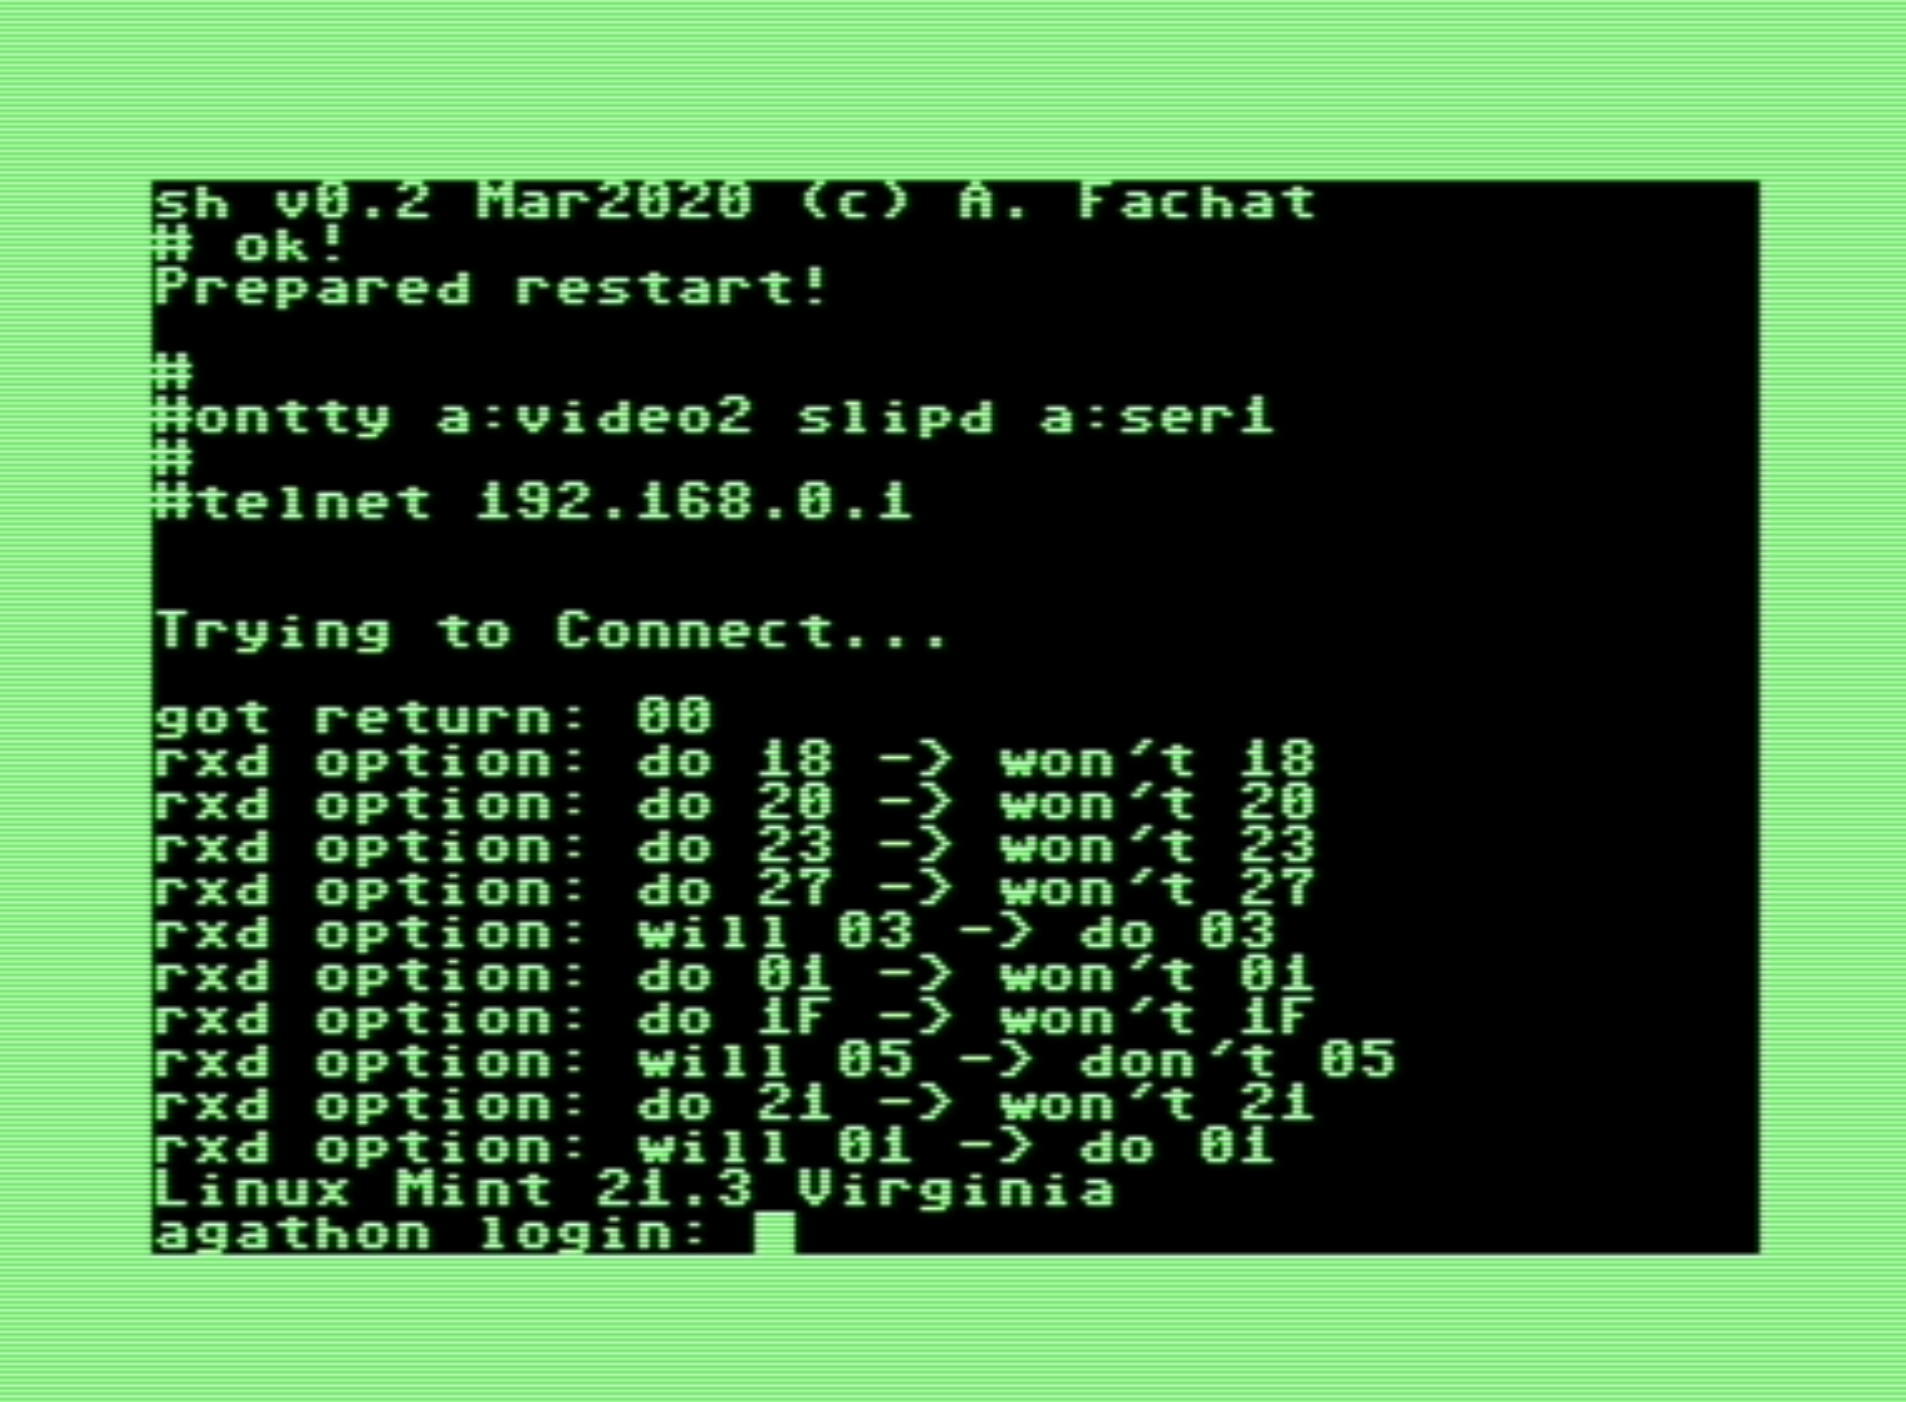 sh v0.2 Mar2020 (c) A. Fachat
# ok!
Prepared restart!
#
#ontty a:video2 slipd a:ser1
#
#telnet 192.168.0.1
Trying to Connect...
got return: 00
rxd option: do 18 -> won't 18
rxd option: do 20 -> won't 20
rxd option: do 23 -> won't 23
rxd option: do 27 -> won't 27
rxd option: will 03 -> do 03
rxd option: do 01 -> won't 01
rxd option: do 1F -> won't 1F
rxd option: will 05 -> don't 05
rxd option: do 21 -> won't 21
rxd option: will 01 -> do 01
Linux Mint 21.3 Virginia
agathon login: